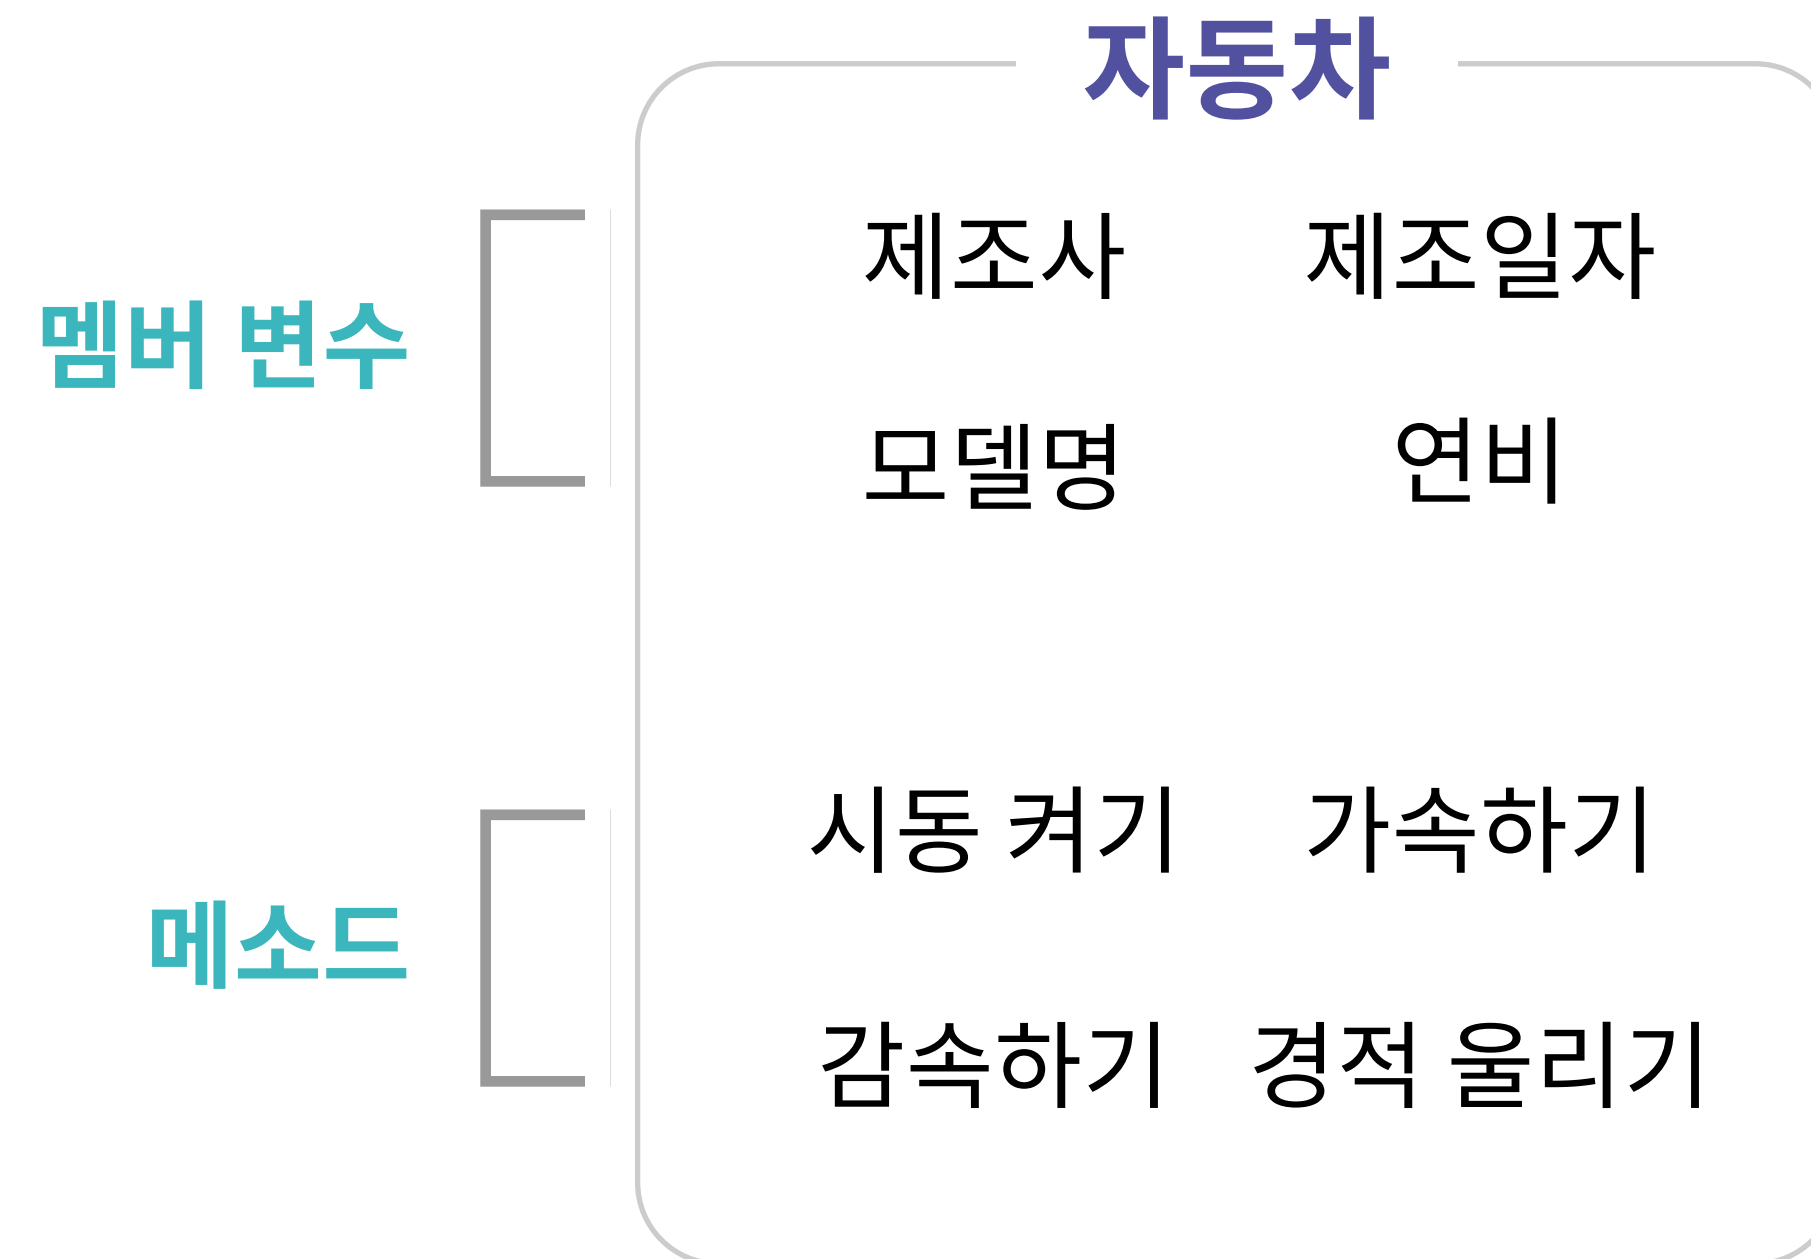 자동차
멤버 변수
제조사 제조일자
모델명 연비
메소드
시동 켜기 가속하기
감속하기 경적 울리기